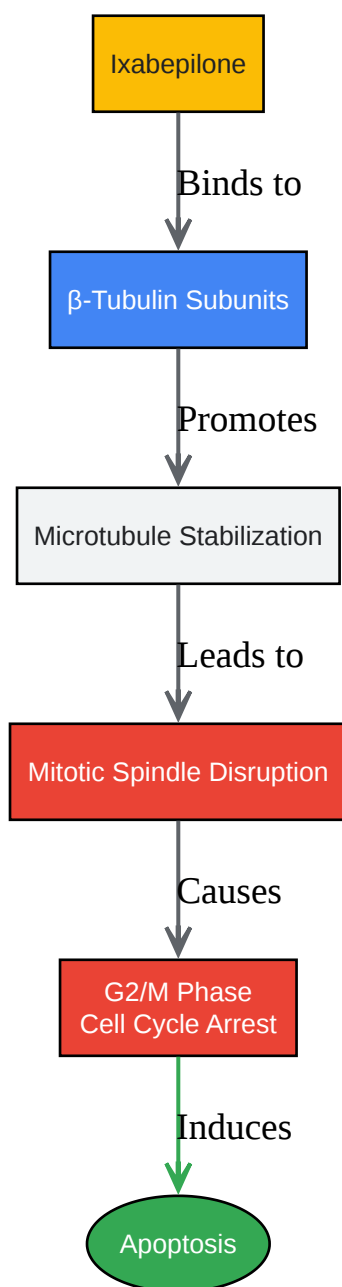 Ixabepilone
Binds to
β-Tubulin Subunits
Promotes
Microtubule Stabilization
Leads to
Mitotic Spindle Disruption
Causes
G2/M Phase
Cell Cycle Arrest
Induces
Apoptosis